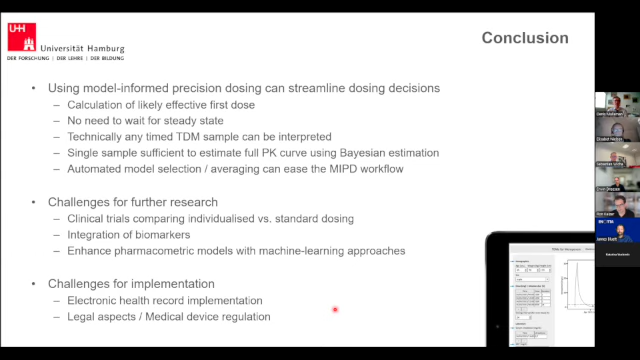 UH
Universität Hamburg
DER FORSCHUNG | DER LEHRE | DER BILDUNG
Conclusion
• Using model-informed precision dosing can streamline dosing decisions
– Calculation of likely effective first dose
– No need to wait for steady state
– Technically any timed TDM sample can be interpreted
– Single sample sufficient to estimate full PK curve using Bayesian estimation
– Automated model selection / averaging can ease the MIPD workflow
• Challenges for further research
– Clinical trials comparing individualised vs. standard dosing
– Integration of biomarkers
– Enhance pharmacometric models with machine-learning approaches
• Challenges for implementation
– Electronic health record implementation
– Legal aspects / Medical device regulation